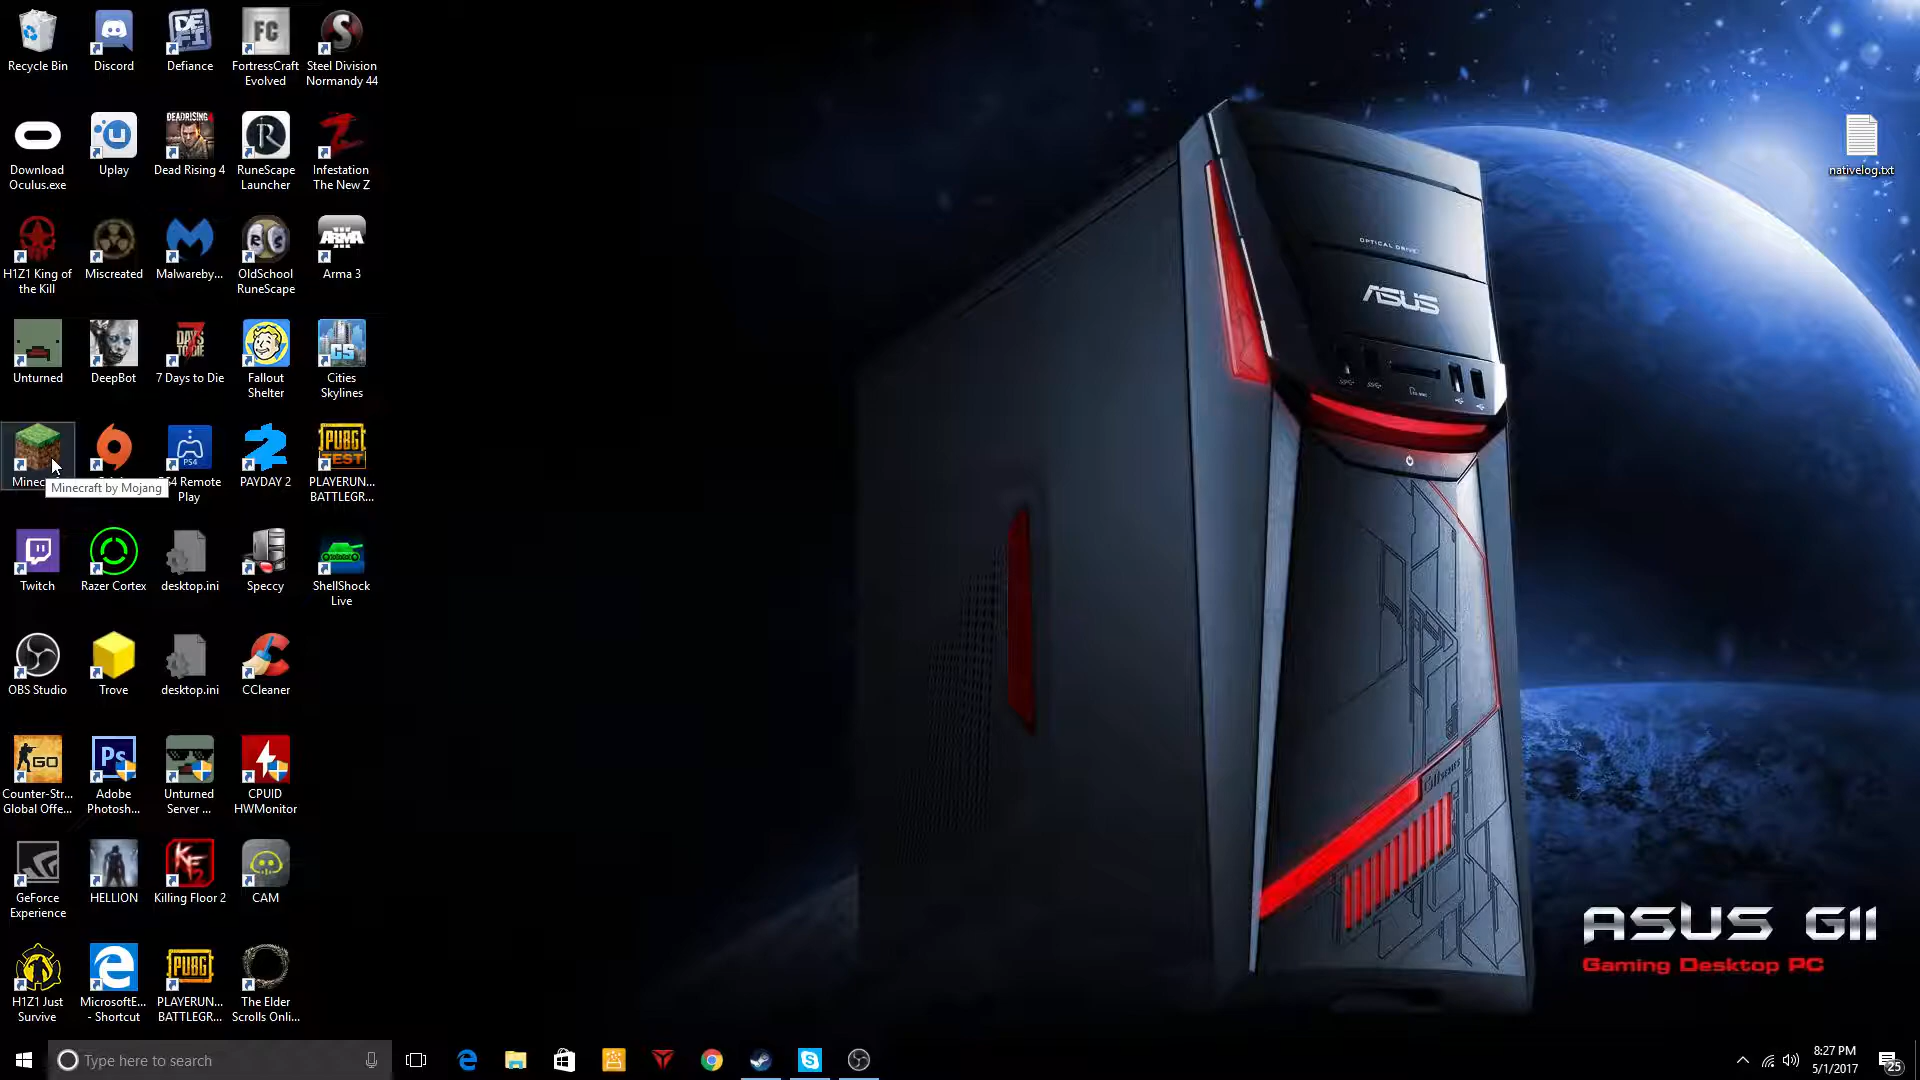 Recycle Bin
Discord
Defianice
FortressCraft
Evolved
Steel Division
Normandy 44
Download
Oculus.exe
Uplay
Dead Rising 4
RuneScape
Launcher
Infestation
The New Z
H1Z1 King of
the Kill
Miscreated
Malwareby...
OldSchool
RuneScape
Arma 3
Unturned
DeepBot
7 Days to Die
Fallout
Shelter
Cities
Skylines
Minecraft by Mojang
PS4 Remote
Play
PAYDAY 2
PLAYERUN...
BATTLEGR...
Twitch
Razer Cortex
desktop.ini
Speccy
ShellShock
Live
OBS Studio
Trove
desktop.ini
CCleaner
Counter-Str...
Global Offe...
Adobe
Photosh...
Unturned
Server ...
CPUID
HWMonitor
GeForce
Experience
HELLION
Killing Floor 2
CAM
H1Z1 Just
Survive
MicrosoftE...
- Shortcut
PLAYERUN...
BATTLEGR...
The Elder
Scrolls Onli...
nativelog.txt
OPTICAL DRIVE
ASUS
ASUS G11
Gaming Desktop PC
Type here to search
8:27 PM
5/1/2017
25